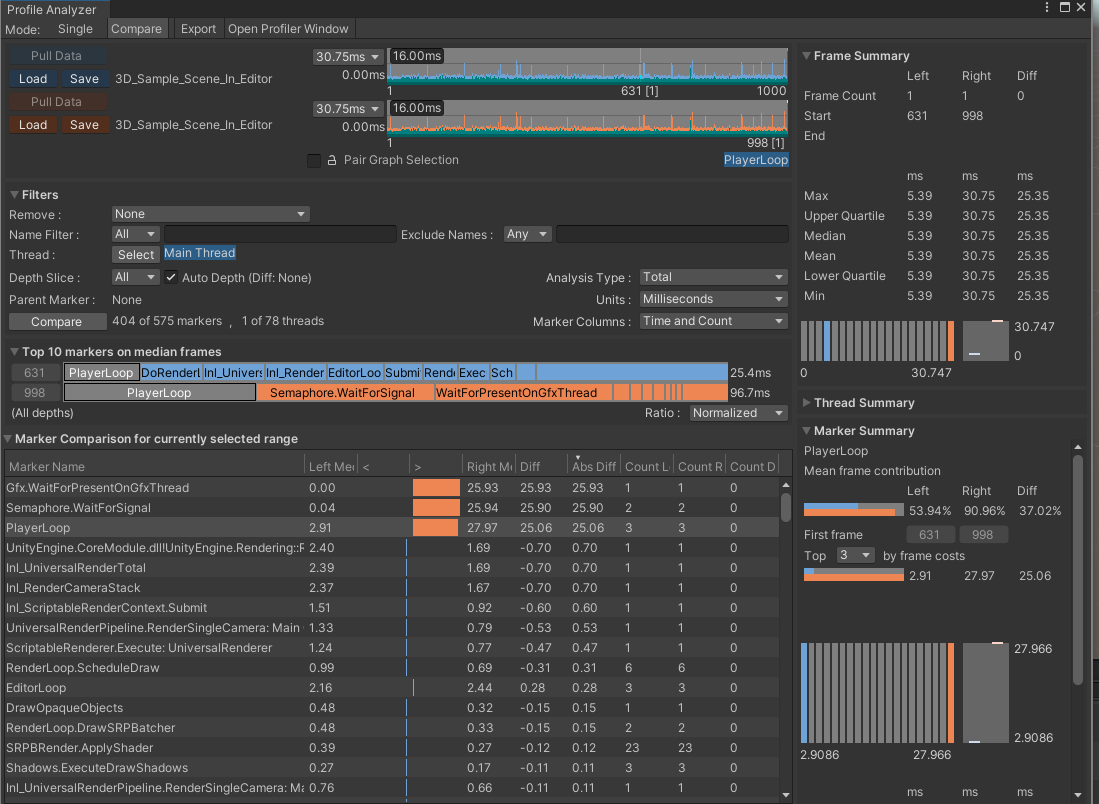 Profile Analyzer
Mode: Single Compare Export Open Profiler Window
Pull Data
Load Save 3D_Sample_Scene_In_Editor
30.75ms 16.00ms
0.00ms
1 631 [1] 1000
Pull Data
Load Save 3D_Sample_Scene_In_Editor
30.75ms 16.00ms
0.00ms
1 998 [1]
Pair Graph Selection PlayerLoop
Filters
Remove : None
Name Filter : All Exclude Names : Any
Thread : Select Main Thread
Depth Slice : All Auto Depth (Diff: None) Analysis Type : Total
Parent Marker : None Units : Milliseconds
Compare 404 of 575 markers , 1 of 78 threads Marker Columns : Time and Count
Top 10 markers on median frames
631 PlayerLoop DoRenderL Inl_Univers Inl_Render EditorLoo Submi Rende Exec Sch 25.4ms
998 PlayerLoop Semaphore.WaitForSignal WaitForPresentOnGfxThread 96.7ms
(All depths) Ratio : Normalized
Marker Comparison for currently selected range
Marker Name Left Me < > Right M Diff Abs Diff Count L Count R Count D
Gfx.WaitForPresentOnGfxThread 0.00 25.93 25.93 25.93 1 1 0
Semaphore.WaitForSignal 0.04 25.94 25.90 25.90 2 2 0
PlayerLoop 2.91 27.97 25.06 25.06 3 3 0
UnityEngine.CoreModule.dll!UnityEngine.Rendering::F 2.40 1.69 -0.70 0.70 1 1 0
Inl_UniversalRenderTotal 2.39 1.69 -0.70 0.70 1 1 0
Inl_RenderCameraStack 2.37 1.67 -0.70 0.70 1 1 0
Inl_ScriptableRenderContext.Submit 1.51 0.92 -0.60 0.60 1 1 0
UniversalRenderPipeline.RenderSingleCamera: Main 1.33 0.79 -0.53 0.53 1 1 0
ScriptableRenderer.Execute: UniversalRenderer 1.24 0.77 -0.47 0.47 1 1 0
RenderLoop.ScheduleDraw 0.99 0.69 -0.31 0.31 6 6 0
EditorLoop 2.16 2.44 0.28 0.28 3 3 0
DrawOpaqueObjects 0.48 0.32 -0.15 0.15 1 1 0
RenderLoop.DrawSRPBatcher 0.48 0.33 -0.15 0.15 2 2 0
SRPBRender.ApplyShader 0.39 0.27 -0.12 0.12 23 23 0
Shadows.ExecuteDrawShadows 0.27 0.17 -0.11 0.11 3 3 0
Inl_UniversalRenderPipeline.RenderSingleCamera: Ma 0.76 0.66 -0.11 0.11 1 1 0
Frame Summary
Left Right Diff
Frame Count 1 1 0
Start 631 998
End
ms ms ms
Max 5.39 30.75 25.35
Upper Quartile 5.39 30.75 25.35
Median 5.39 30.75 25.35
Mean 5.39 30.75 25.35
Lower Quartile 5.39 30.75 25.35
Min 5.39 30.75 25.35
30.747
0
0 30.747
Thread Summary
Marker Summary
PlayerLoop
Mean frame contribution
Left Right Diff
53.94% 90.96% 37.02%
First frame 631 998
Top 3 by frame costs
2.91 27.97 25.06
27.966
2.9086
2.9086 27.966
ms ms ms